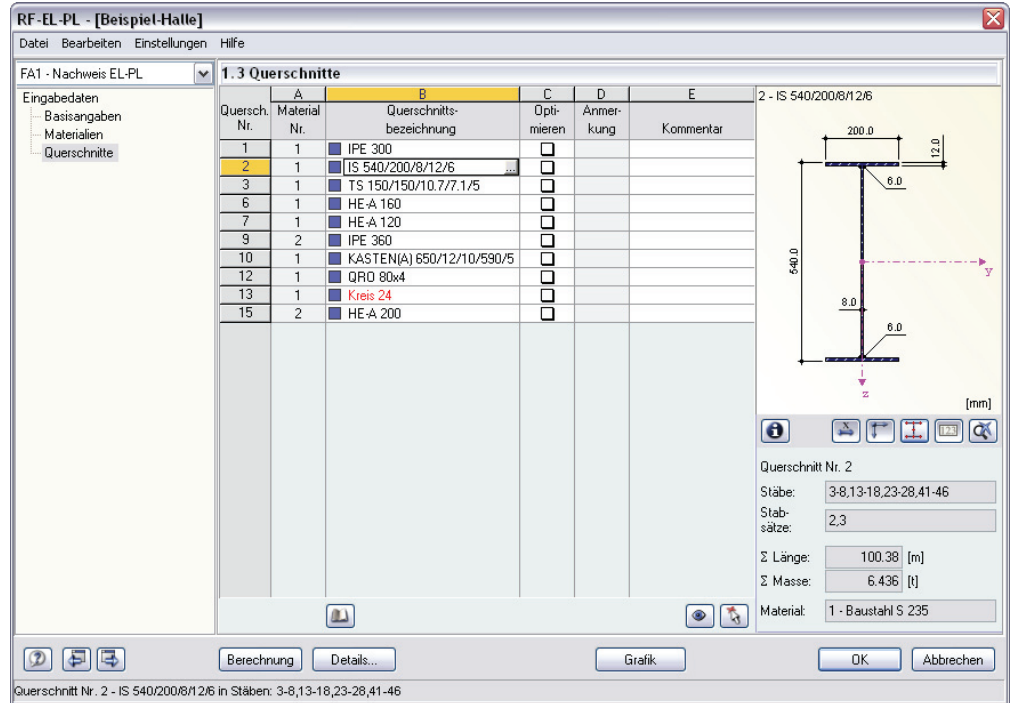 RF-EL-PL - [Beispiel-Halle]
Datei Bearbeiten Einstellungen Hilfe
FA1 - Nachweis EL-PL
Eingabedaten
Basisangaben
Materialien
Querschnitte
1.3 Querschnitte
A B C D E
Quersch. Material Querschnitts- Opti- Anmer-
Nr. Nr. bezeichnung mieren kung Kommentar
1 1 IPE 300
2 1 IS 540/200/8/12/6 ...
3 1 TS 150/150/10.7/7.1/5
6 1 HE-A 160
7 1 HE-A 120
9 2 IPE 360
10 1 KASTEN(A) 650/12/10/590/5
12 1 QRO 80x4
13 1 Kreis 24
15 2 HE-A 200
2 - IS 540/200/8/12/6
200.0
12.0
6.0
540.0
y
8.0
6.0
z
[mm]
x
123
Querschnitt Nr. 2
Stäbe: 3-8,13-18,23-28,41-46
Stab-
sätze: 2,3
Σ Länge: 100.38 [m]
Σ Masse: 6.436 [t]
Material: 1 - Baustahl S 235
Berechnung Details... Grafik OK Abbrechen
Querschnitt Nr. 2 - IS 540/200/8/12/6 in Stäben: 3-8,13-18,23-28,41-46